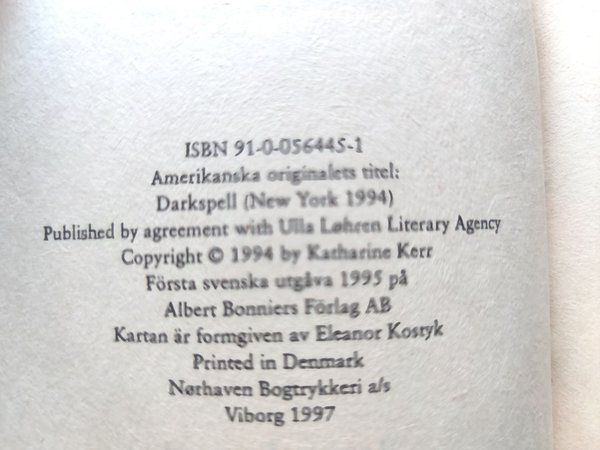 ISBN 91-0-056445-1
Amerikanska originalets titel:
Darkspell (New York 1994)
Published by agreement with Ulla Løhren Literary Agency
Copyright © 1994 by Katharine Kerr
Första svenska utgåva 1995 på
Albert Bonniers Förlag AB
Kartan är formgiven av Eleanor Kostyk
Printed in Denmark
Nørhaven Bogtrykkeri a/s
Viborg 1997